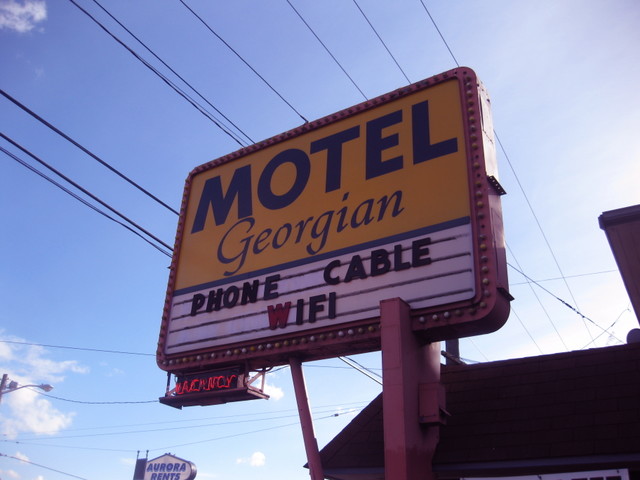 MOTEL
Georgian
PHONE CABLE
WIFI
VACANCY
AURORA
RENTS